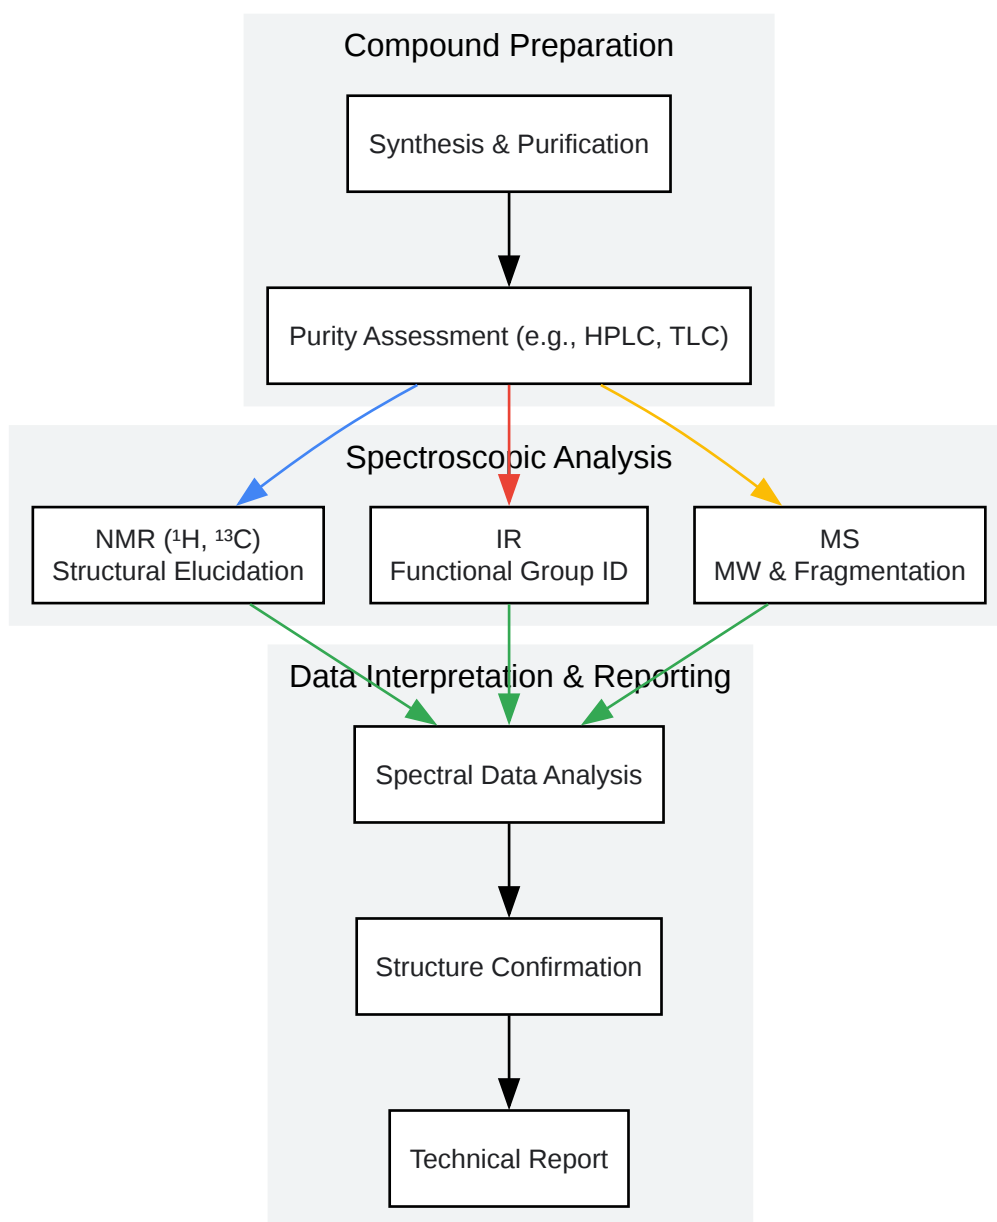 Compound Preparation
Synthesis & Purification
Purity Assessment (e.g., HPLC, TLC)
Spectroscopic Analysis
NMR (¹H, ¹³C)
Structural Elucidation
IR
Functional Group ID
MS
MW & Fragmentation
Data Interpretation & Reporting
Spectral Data Analysis
Structure Confirmation
Technical Report